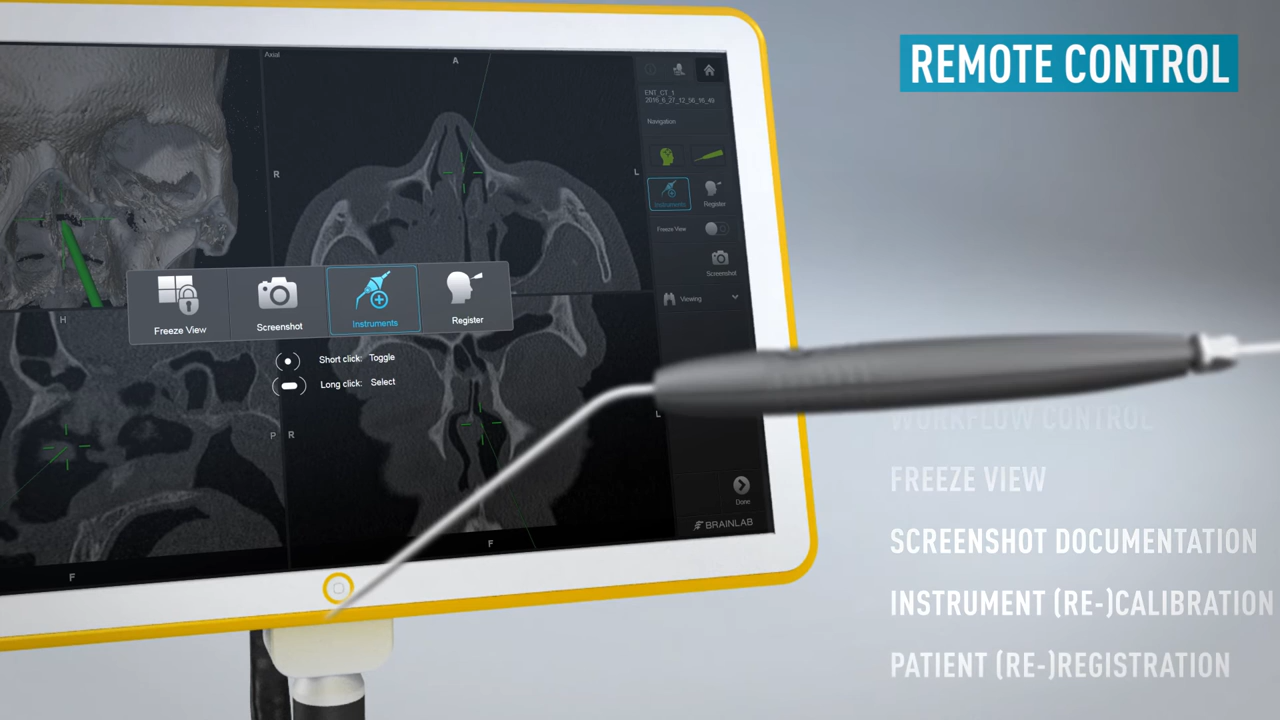 REMOTE CONTROL
Axial
A
R
L
ENT_CT_1
2016_6_27_12_56_16_49
Navigation
Instruments
Register
Freeze View
Screenshot
Viewing
Freeze View
Screenshot
Instruments
Register
H
Short click: Toggle
Long click: Select
P
R
L
F
F
Done
BRAINLAB
WORKFLOW CONTROL
FREEZE VIEW
SCREENSHOT DOCUMENTATION
INSTRUMENT (RE-)CALIBRATION
PATIENT (RE-)REGISTRATION